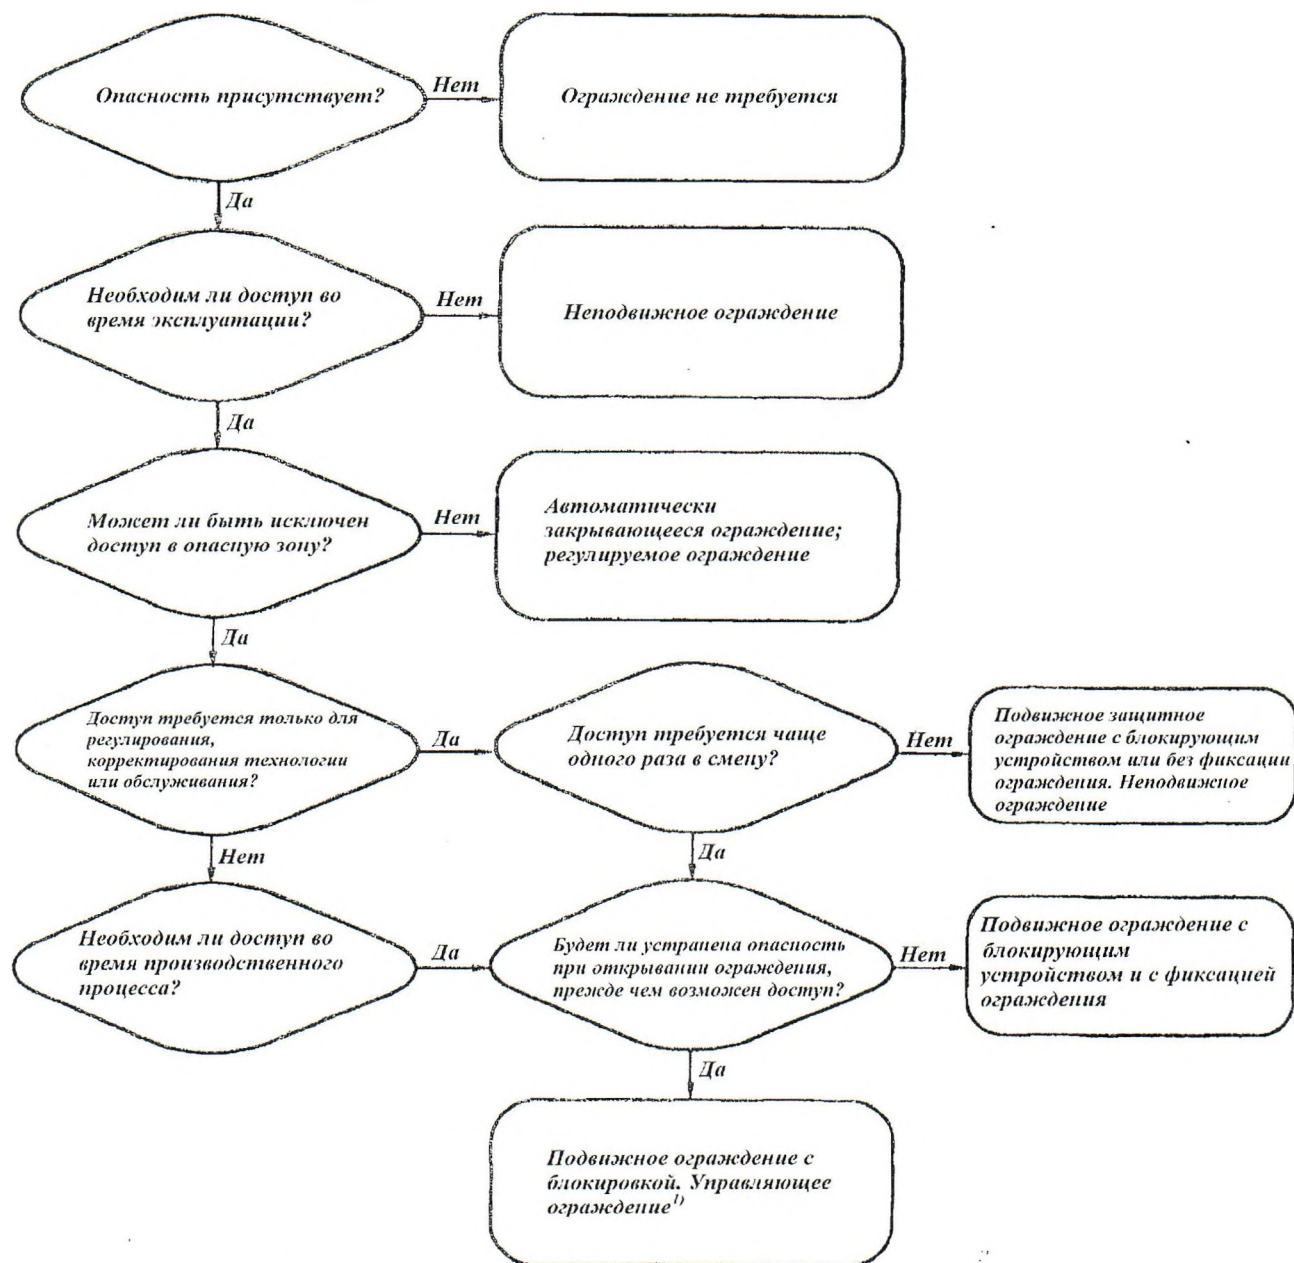 Опасность присутствует?
Нет
Ограждение не требуется
Да
Необходим ли доступ во
время эксплуатации?
Нет
Неподвижное ограждение
Да
Может ли быть исключен
доступ в опасную зону?
Нет
Автоматически
закрывающееся ограждение;
регулируемое ограждение
Да
Доступ требуется только для
регулирования,
корректирования технологии
или обслуживания?
Да
Доступ требуется чаще
одного раза в смену?
Нет
Подвижное защитное
ограждение с блокирующим
устройством или без фиксации
ограждения. Неподвижное
ограждение
Нет
Да
Необходим ли доступ во
время производственного
процесса?
Да
Будет ли устранена опасность
при открывании ограждения,
прежде чем возможен доступ?
Нет
Подвижное ограждение с
блокирующим
устройством и с фиксацией
ограждения
Да
Подвижное ограждение с
блокировкой. Управляющее
ограждение¹⁾